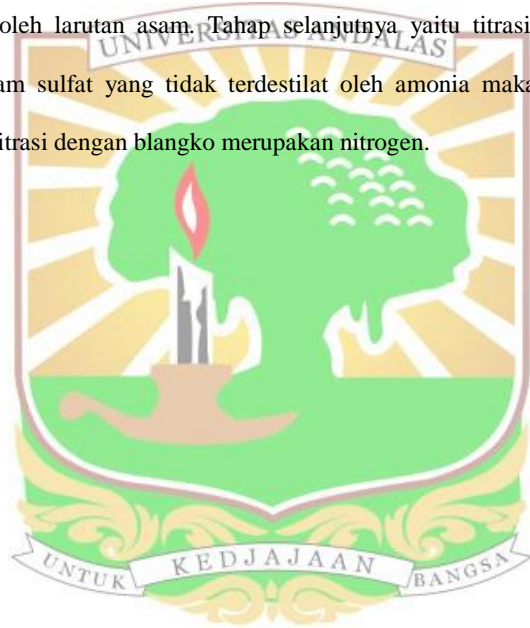 oleh larutan asam. Tahap selanjutnya yaitu titrasi
UNIVERSITAS ANDALAS
am sulfat yang tidak terdestilat oleh amonia maka
itrasi dengan blangko merupakan nitrogen.
UNTUK KEDJAJAAN BANGSA